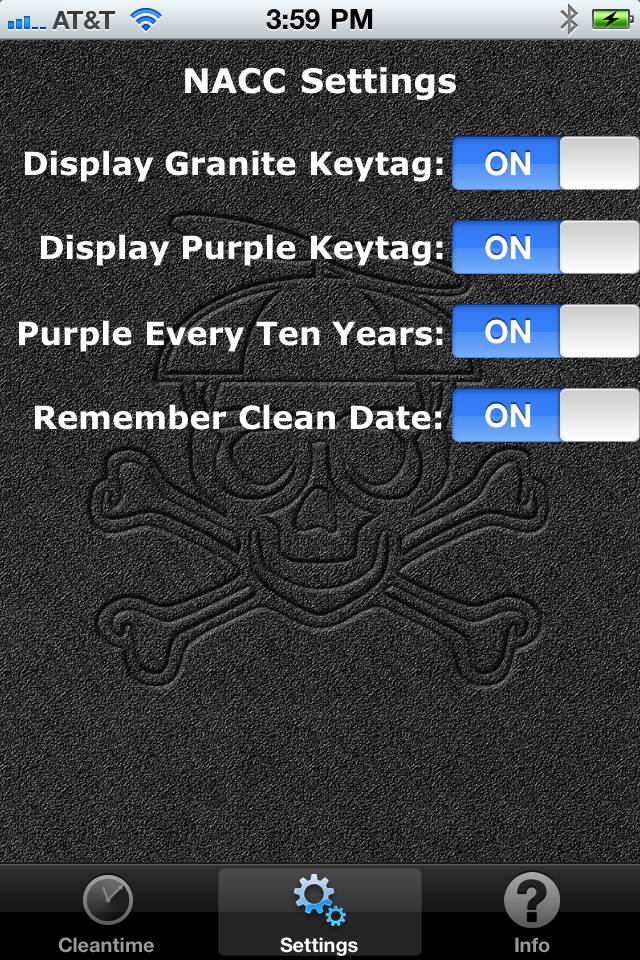 AT&T 3:59 PM
NACC Settings
Display Granite Keytag: ON
Display Purple Keytag: ON
Purple Every Ten Years: ON
Remember Clean Date: ON
Cleantime Settings Info